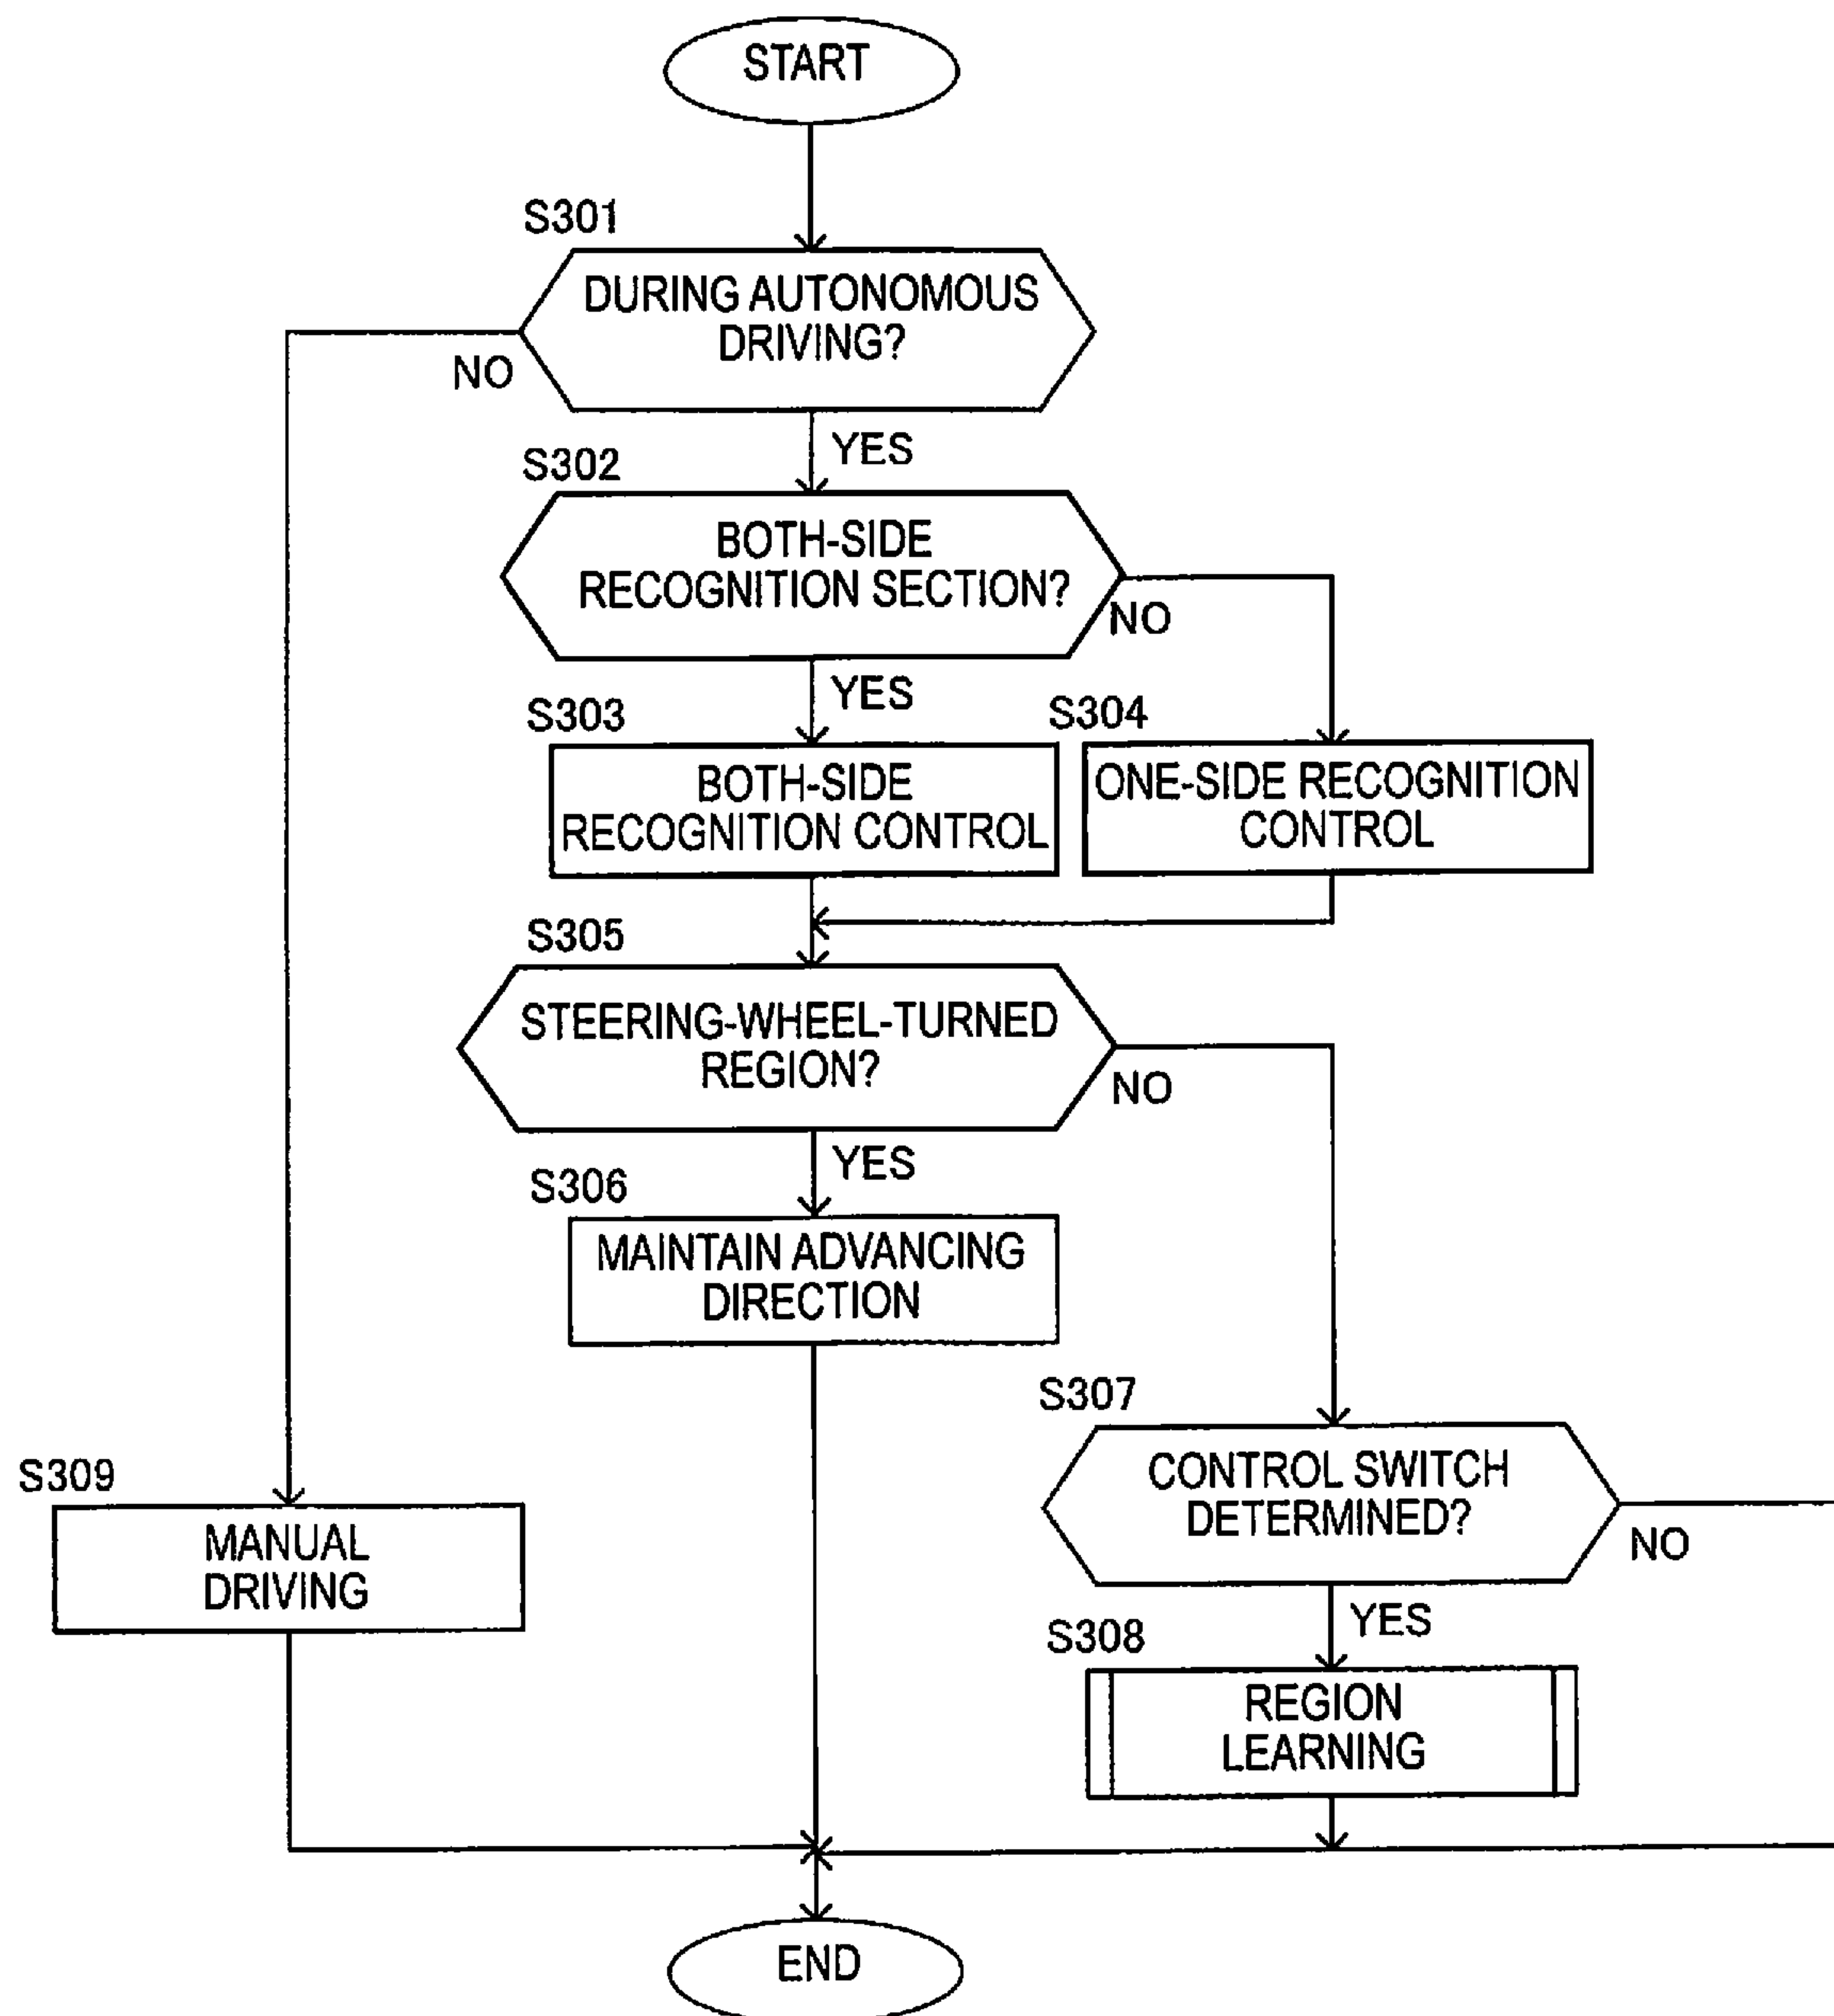 START
S301
DURING AUTONOMOUS
DRIVING?
NO
YES
S302
BOTH-SIDE
RECOGNITION SECTION?
NO
YES
S303
BOTH-SIDE
RECOGNITION CONTROL
S304
ONE-SIDE RECOGNITION
CONTROL
S305
STEERING-WHEEL-TURNED
REGION?
NO
YES
S306
MAINTAIN ADVANCING
DIRECTION
S307
CONTROL SWITCH
DETERMINED?
NO
YES
S308
REGION
LEARNING
S309
MANUAL
DRIVING
END